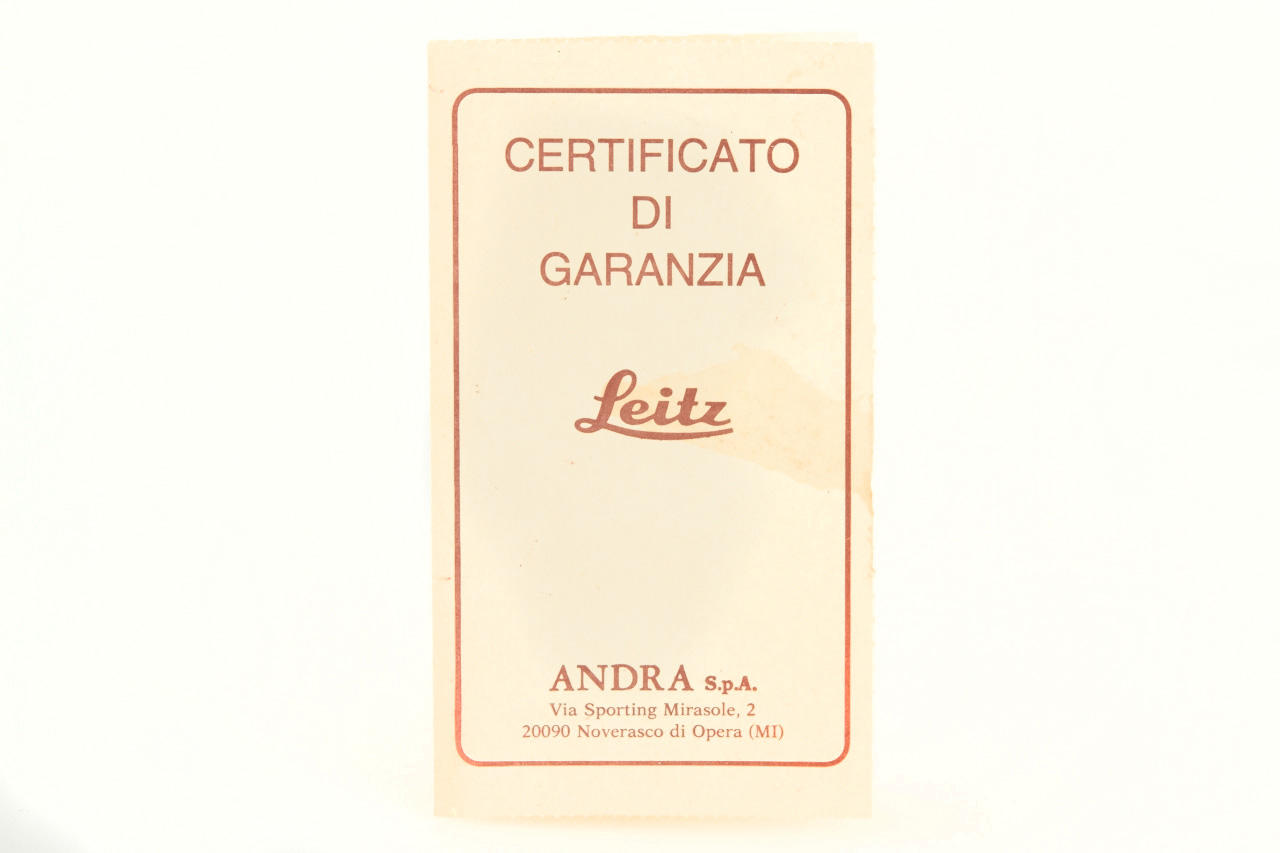 CERTIFICATO
DI
GARANZIA
Leitz
ANDRA S.p.A.
Via Sporting Mirasole, 2
20090 Noverasco di Opera (MI)